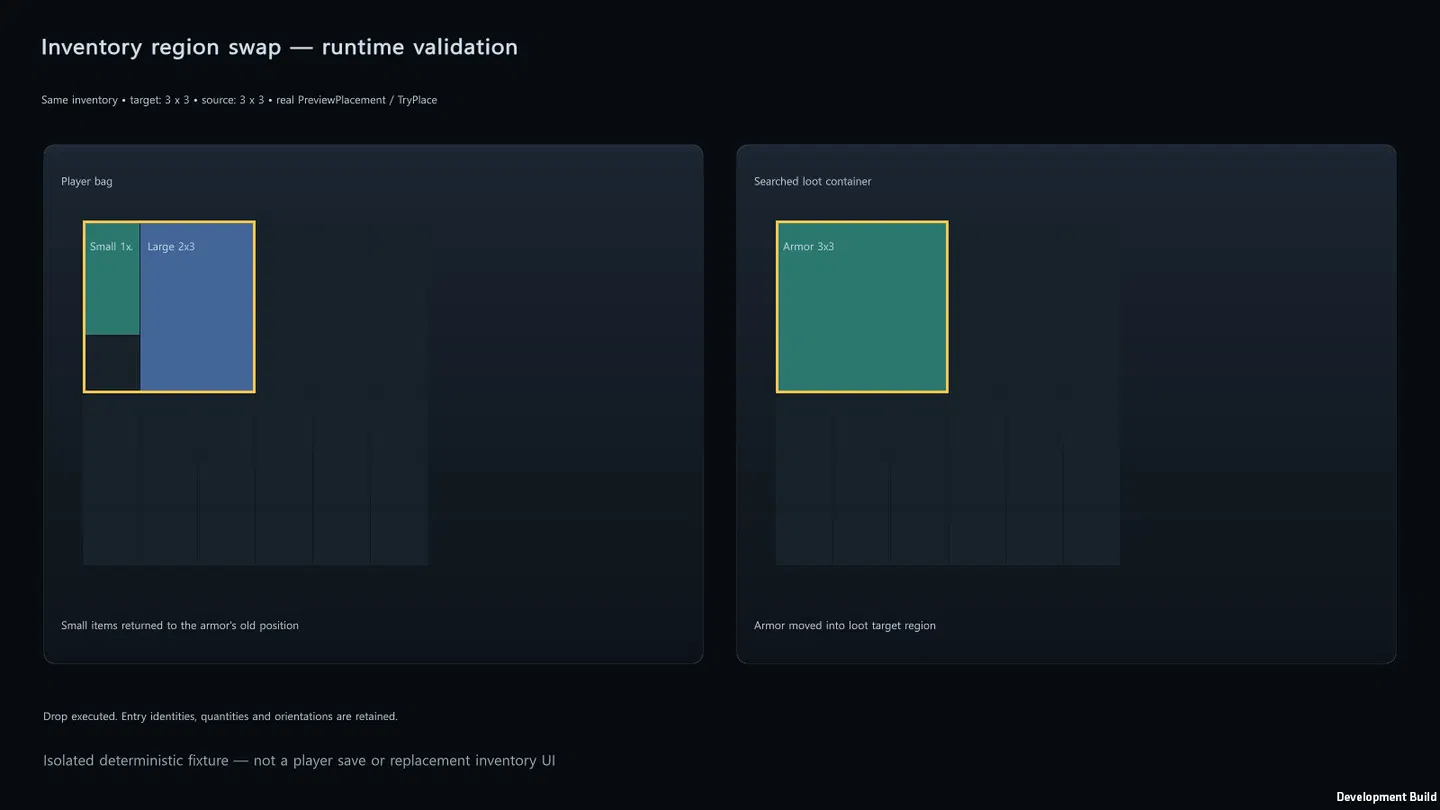 Inventory region swap — runtime validation
Same inventory • target: 3 x 3 • source: 3 x 3 • real PreviewPlacement / TryPlace
Player bag
Small 1x.
Large 2x3
Small items returned to the armor's old position
Searched loot container
Armor 3x3
Armor moved into loot target region
Drop executed. Entry identities, quantities and orientations are retained.
Isolated deterministic fixture — not a player save or replacement inventory UI
Development Build